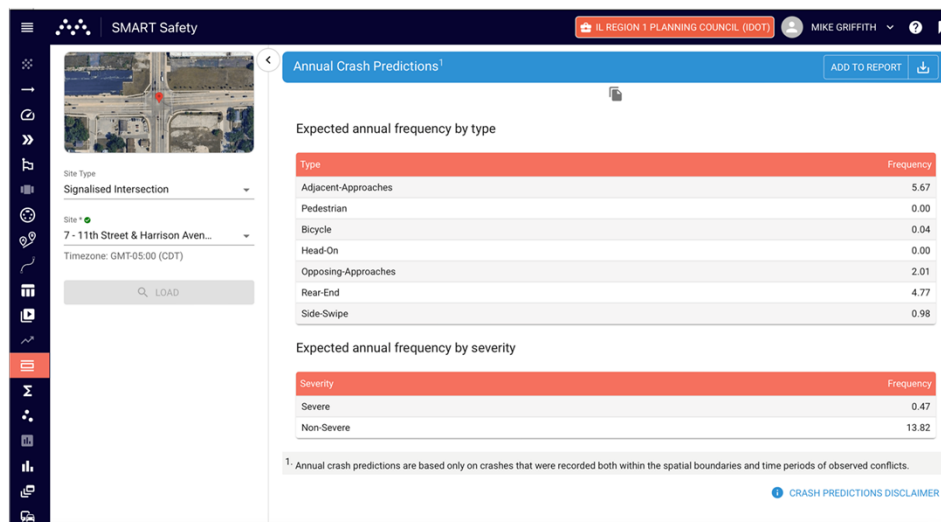 SMART Safety
IL REGION 1 PLANNING COUNCIL (IDOT)
MIKE GRIFFITH
Site Type
Signalised Intersection
Site *
7 - 11th Street & Harrison Aven...
Timezone: GMT-05:00 (CDT)
LOAD
Annual Crash Predictions1
ADD TO REPORT
Expected annual frequency by type
Type Frequency
Adjacent-Approaches 5.67
Pedestrian 0.00
Bicycle 0.04
Head-On 0.00
Opposing-Approaches 2.01
Rear-End 4.77
Side-Swipe 0.98
Expected annual frequency by severity
Severity Frequency
Severe 0.47
Non-Severe 13.82
1. Annual crash predictions are based only on crashes that were recorded both within the spatial boundaries and time periods of observed conflicts.
CRASH PREDICTIONS DISCLAIMER